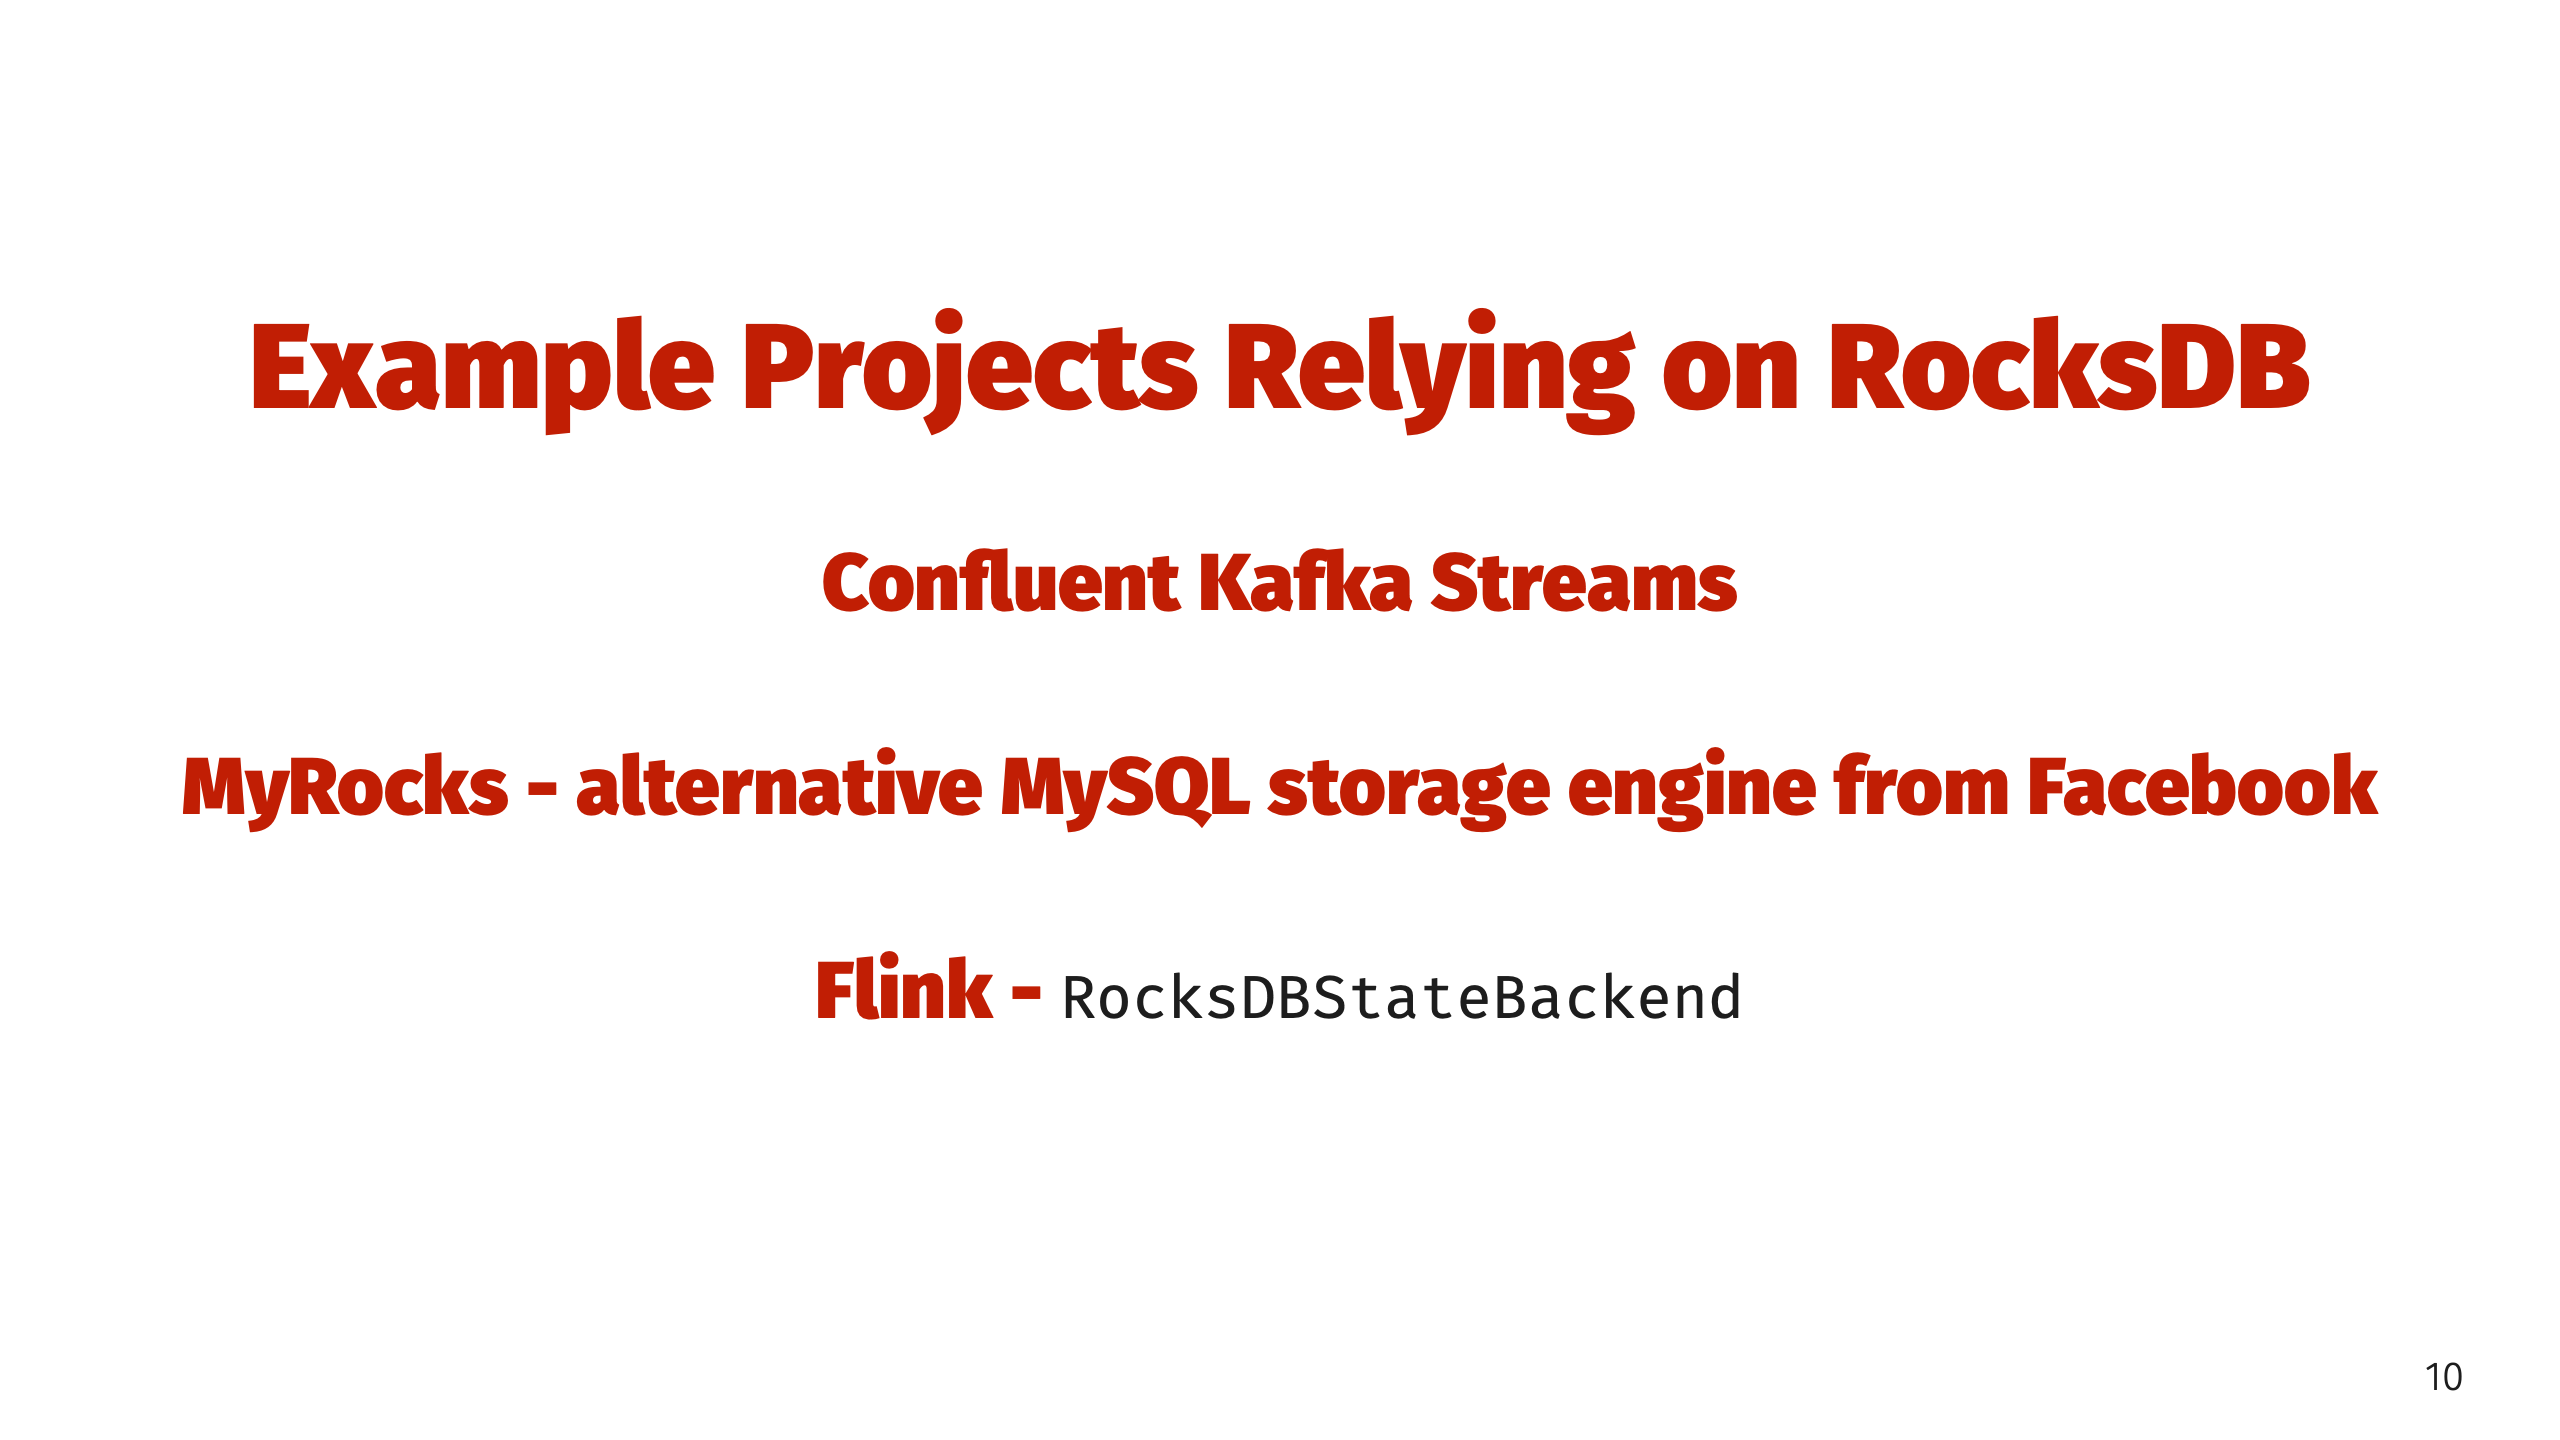 Example Projects Relying on RocksDB
Confluent Kafka Streams
MyRocks - alternative MySQL storage engine from Facebook
Flink - RocksDBStateBackend
10